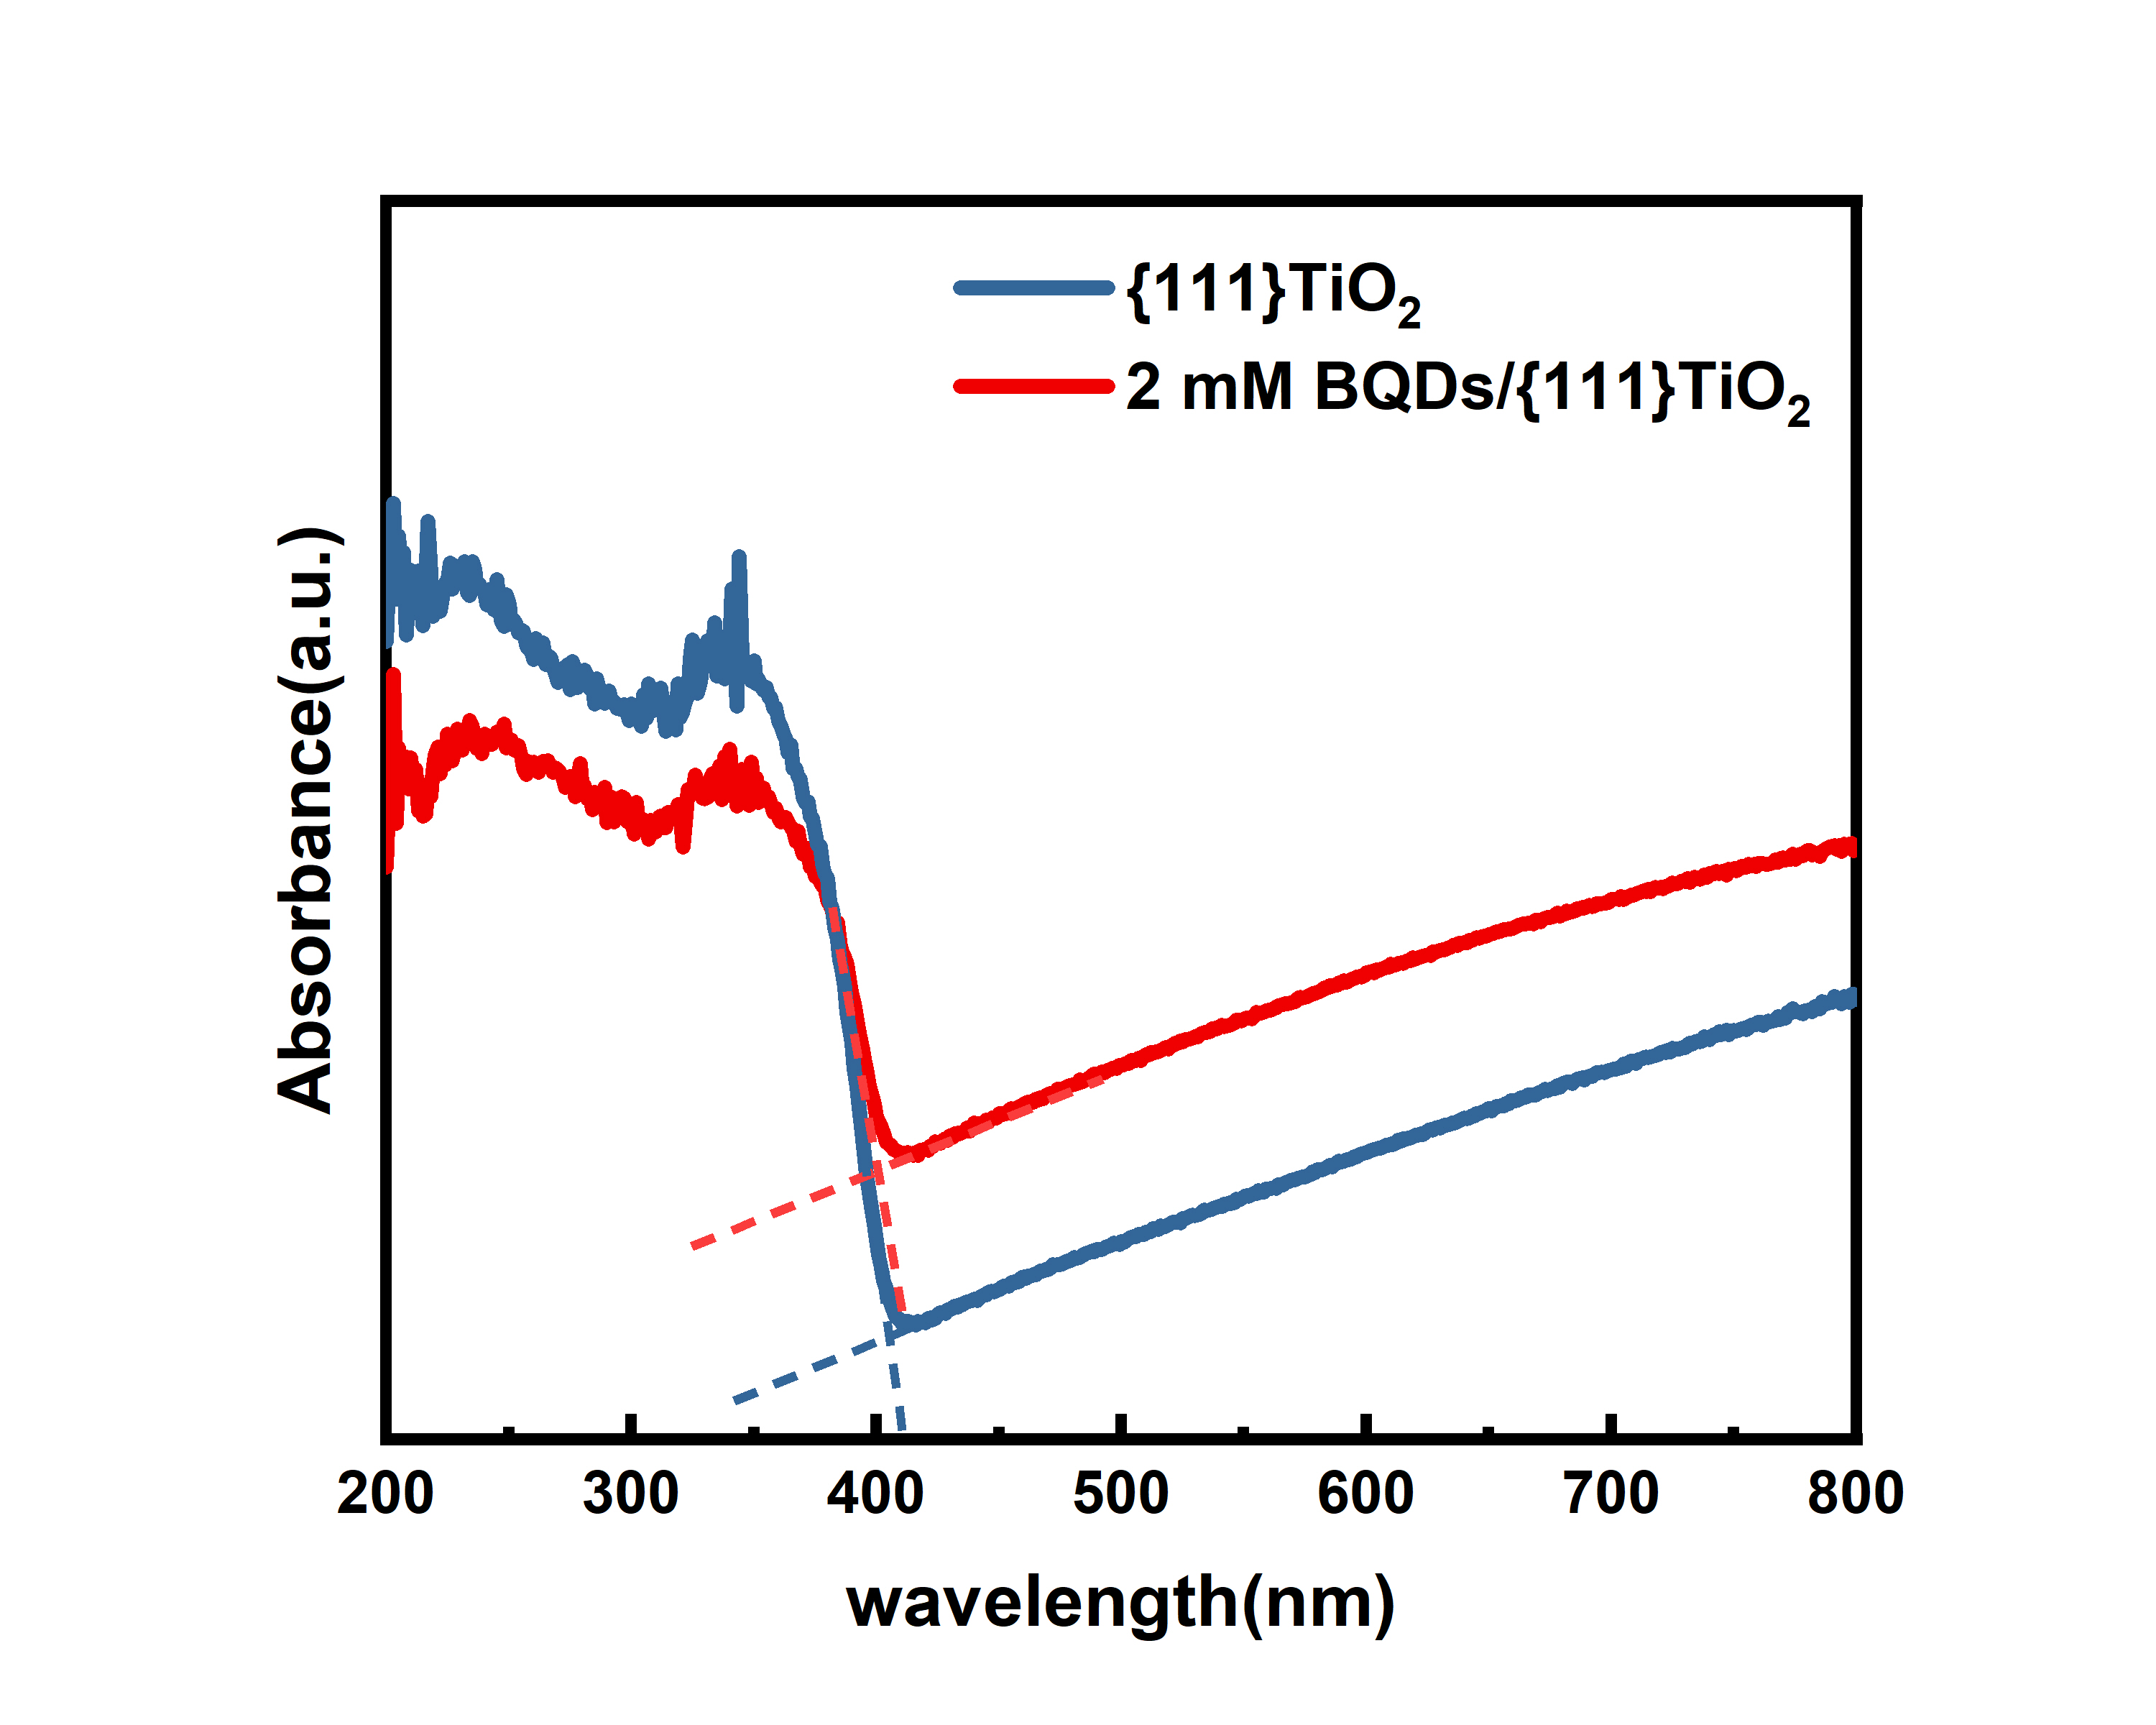 {111}TiO₂
2 mM BQDs/{111}TiO₂
Absorbance(a.u.)
200 300 400 500 600 700 800
wavelength(nm)